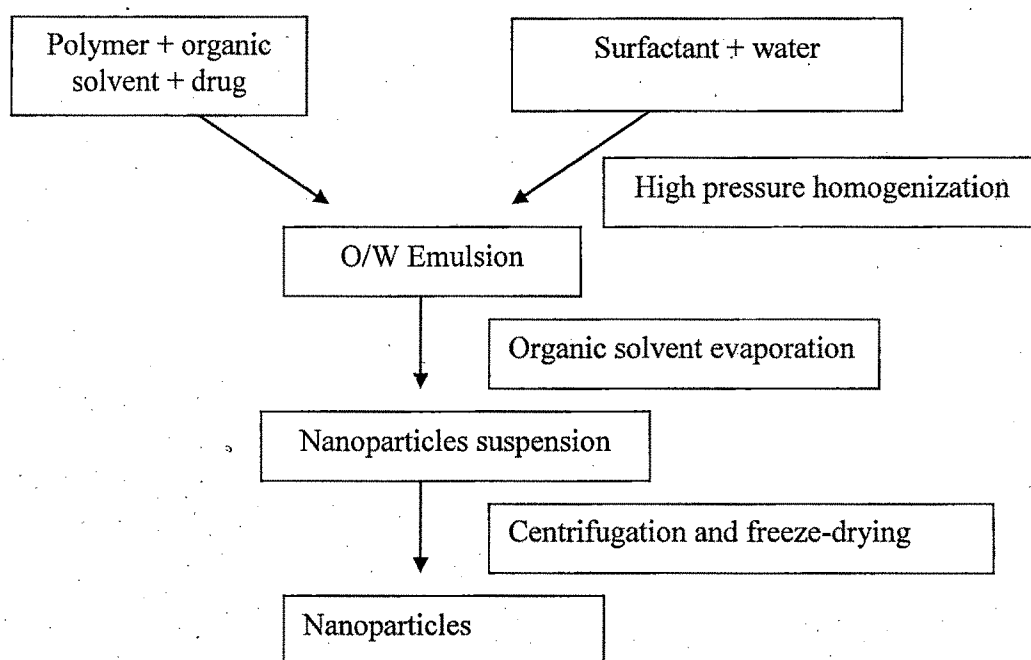 Polymer + organic
solvent + drug
Surfactant + water
High pressure homogenization
O/W Emulsion
Organic solvent evaporation
Nanoparticles suspension
Centrifugation and freeze-drying
Nanoparticles